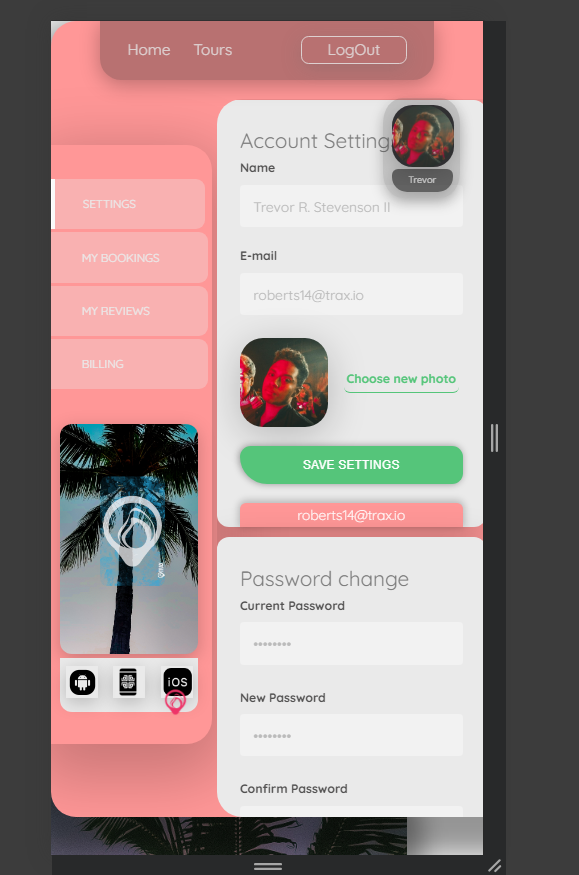 Home Tours LogOut
Account Setting
Trevor
Name
Trevor R. Stevenson II
E-mail
roberts14@trax.io
Choose new photo
SAVE SETTINGS
roberts14@trax.io
SETTINGS
MY BOOKINGS
MY REVIEWS
BILLING
iOS
Password change
Current Password
••••••••
New Password
••••••••
Confirm Password